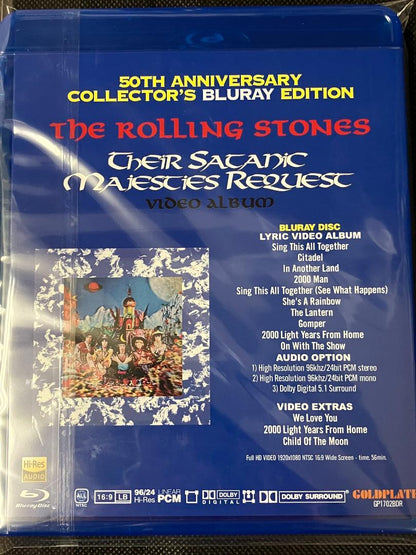 50TH ANNIVERSARY
COLLECTOR'S BLURAY EDITION
THE ROLLING STONES
Their Satanic
Majesties Request
VIDEO ALBUM
BLURAY DISC
LYRIC VIDEO ALBUM
Sing This All Together
Citadel
In Another Land
2000 Man
Sing This All Together (See What Happens)
She's A Rainbow
The Lantern
Gomper
2000 Light Years From Home
On With The Show
AUDIO OPTION
1) High Resolution 96khz/24bit PCM stereo
2) High Resolution 96khz/24bit PCM mono
3) Dolby Digital 5.1 Surround
VIDEO EXTRAS
We Love You
2000 Light Years From Home
Child Of The Moon
Full HD VIDEO 1920x1080 NTSC 16:9 Wide Screen - time, 56min.
Hi-Res
AUDIO
Blu-ray Disc
ALL
NTSC
16:9 LB
96/24
Hi-Res
LINEAR
PCM
DOLBY
DIGITAL
DOLBY SURROUND
GOLDPLATE
GP1702BDR